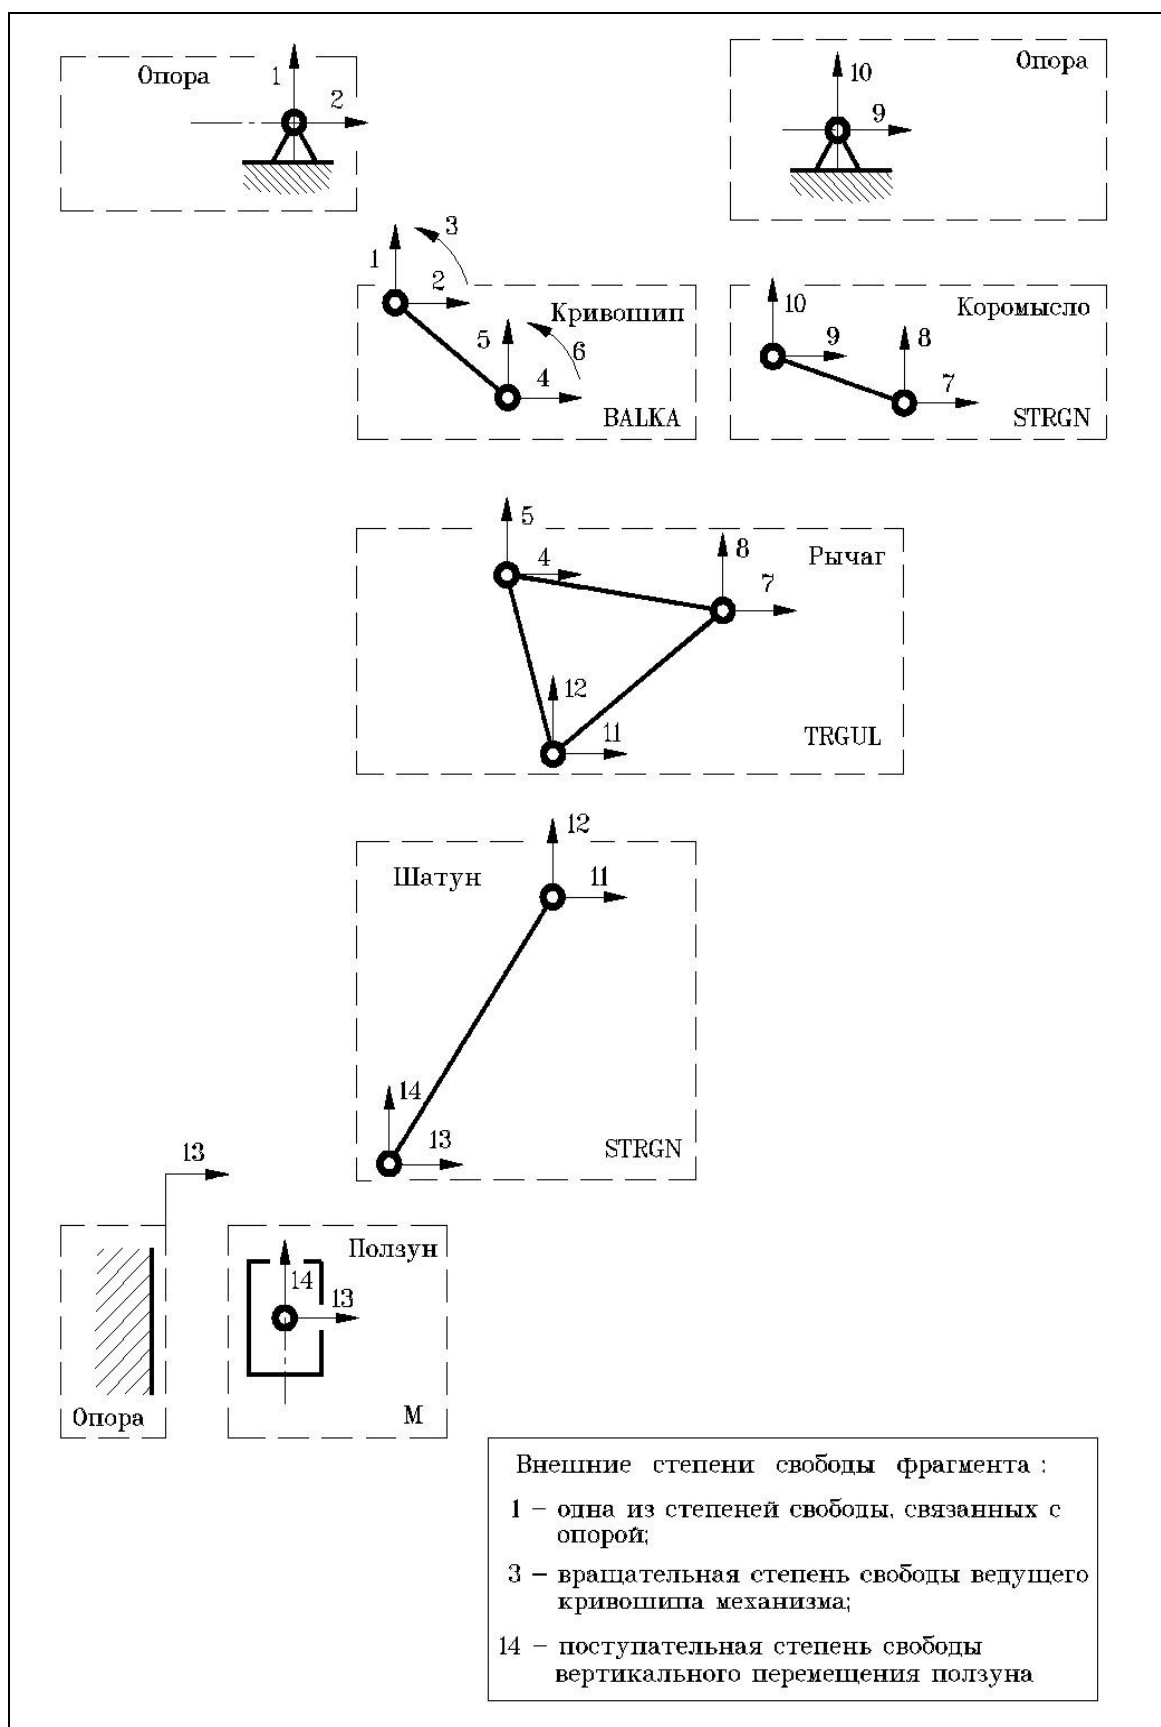 Опора
1
2
Опора
10
9
1
3
2
Кривошип
5
6
4
BALKA
10
Коромысло
9
8
7
STRGN
5
4
8
Рычаг
7
12
11
TRGUL
12
Шатун
11
14
13
STRGN
13
Опора
Ползун
14
13
М
Внешние степени свободы фрагмента :
1 – одна из степеней свободы, связанных с
опорой;
3 – вращательная степень свободы ведущего
кривошипа механизма;
14 – поступательная степень свободы
вертикального перемещения ползуна